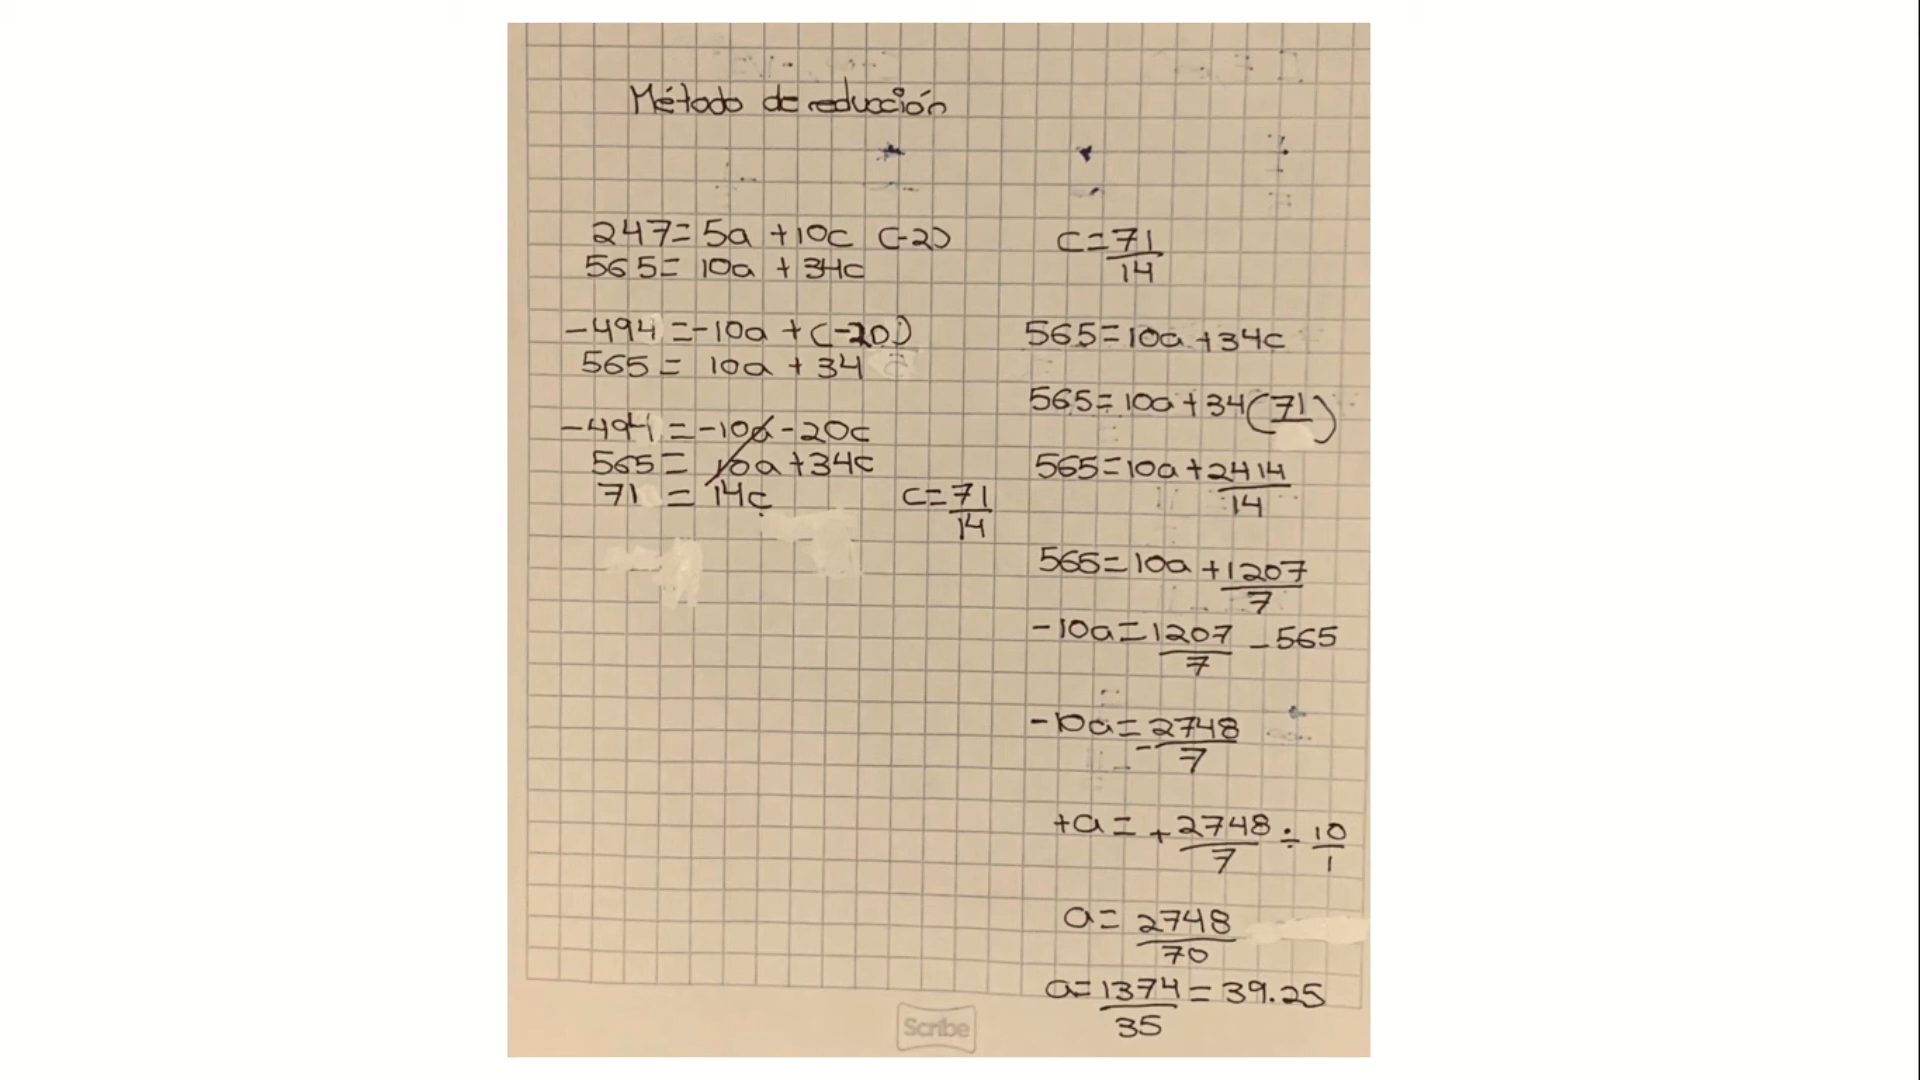 Método de reducción
247=5a+10c (-2)
565=10a+34c
-494=-10a+(-20)
565=10a+34
-494=-10a-20c
565=10a+34c
71=14c
c=71/14
c=71/14
565=10a+34c
565=10a+34(71/)
565=10a+2414/14
565=10a+1207/7
-10a=1207/7-565
-10a=-2748/7
+a=+2748/7÷10/1
a=2748/70
a=1374/35=39.25
Scribe